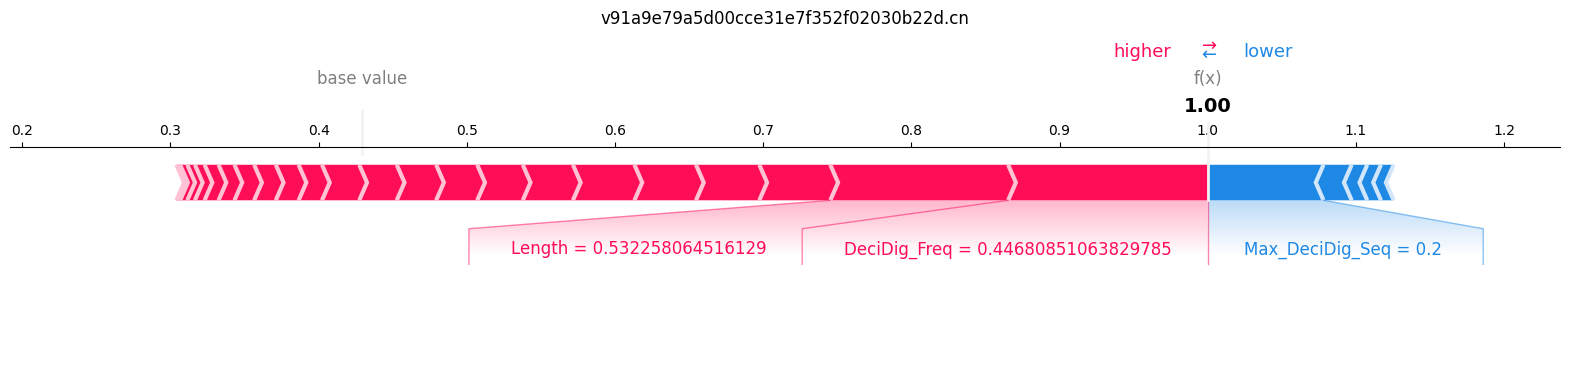 v91a9e79a5d00cce31e7f352f02030b22d.cn
higher → lower
←
base value f(x)
1.00
0.2 0.3 0.4 0.5 0.6 0.7 0.8 0.9 1.0 1.1 1.2
Length = 0.532258064516129 DeciDig_Freq = 0.44680851063829785 Max_DeciDig_Seq = 0.2